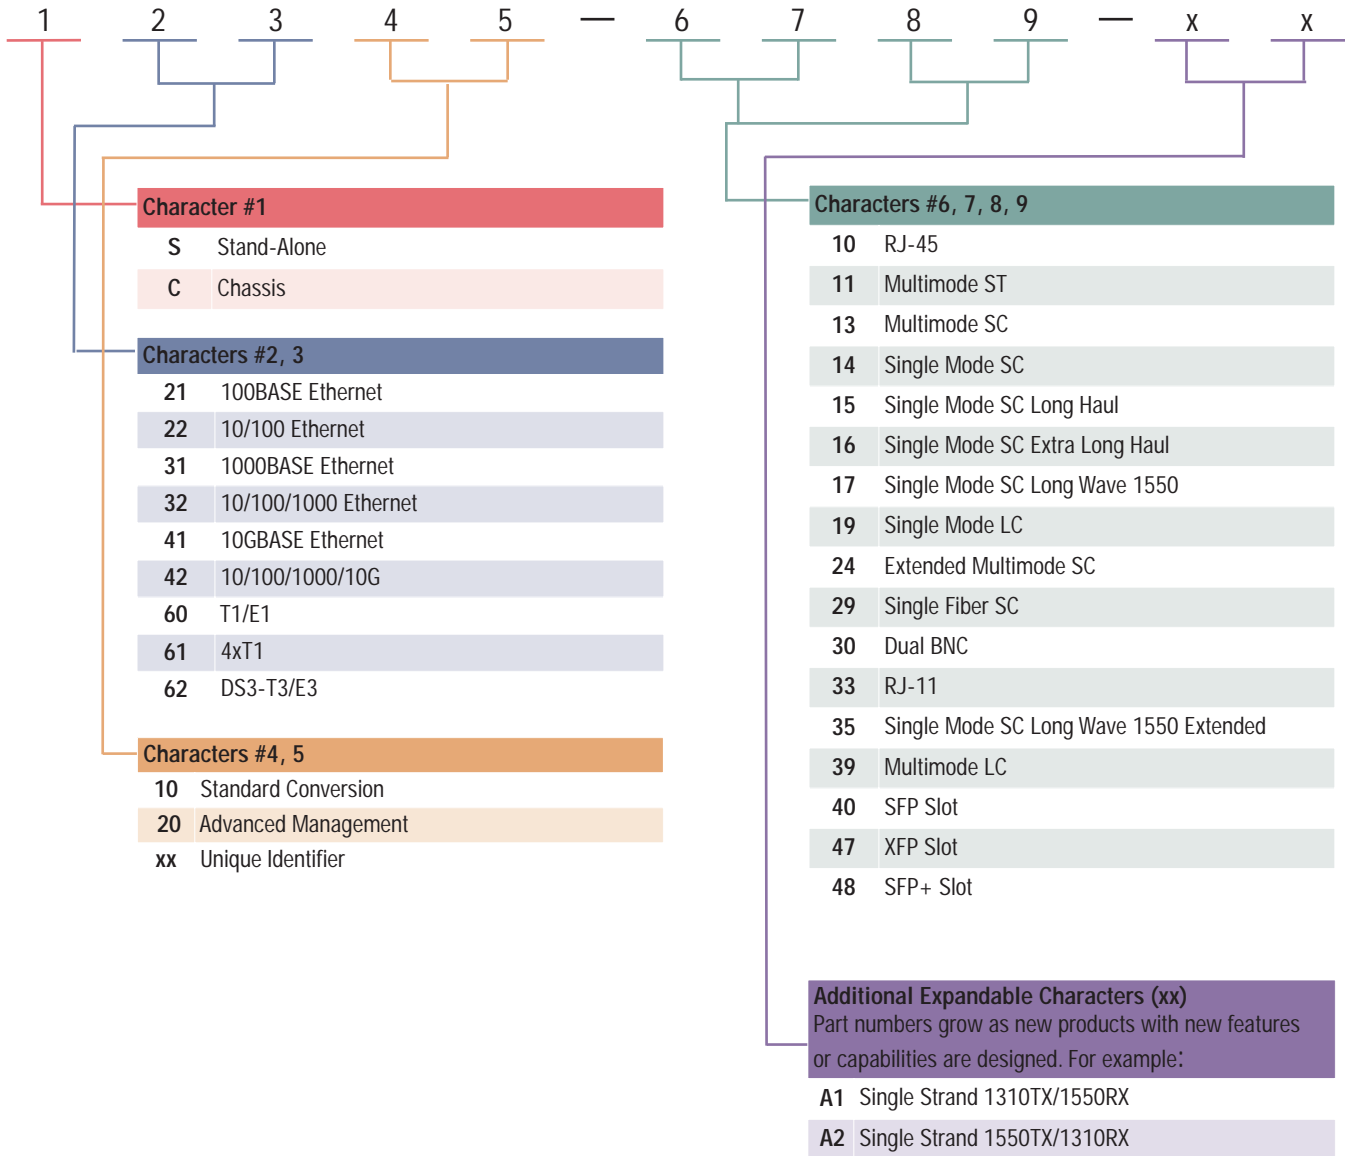 1 2 3 4 5 — 6 7 8 9 — x x
Character #1
S Stand-Alone
C Chassis
Characters #2, 3
21 100BASE Ethernet
22 10/100 Ethernet
31 1000BASE Ethernet
32 10/100/1000 Ethernet
41 10GBASE Ethernet
42 10/100/1000/10G
60 T1/E1
61 4xT1
62 DS3-T3/E3
Characters #4, 5
10 Standard Conversion
20 Advanced Management
xx Unique Identifier
Characters #6, 7, 8, 9
10 RJ-45
11 Multimode ST
13 Multimode SC
14 Single Mode SC
15 Single Mode SC Long Haul
16 Single Mode SC Extra Long Haul
17 Single Mode SC Long Wave 1550
19 Single Mode LC
24 Extended Multimode SC
29 Single Fiber SC
30 Dual BNC
33 RJ-11
35 Single Mode SC Long Wave 1550 Extended
39 Multimode LC
40 SFP Slot
47 XFP Slot
48 SFP+ Slot
Additional Expandable Characters (xx)
Part numbers grow as new products with new features
or capabilities are designed. For example:
A1 Single Strand 1310TX/1550RX
A2 Single Strand 1550TX/1310RX